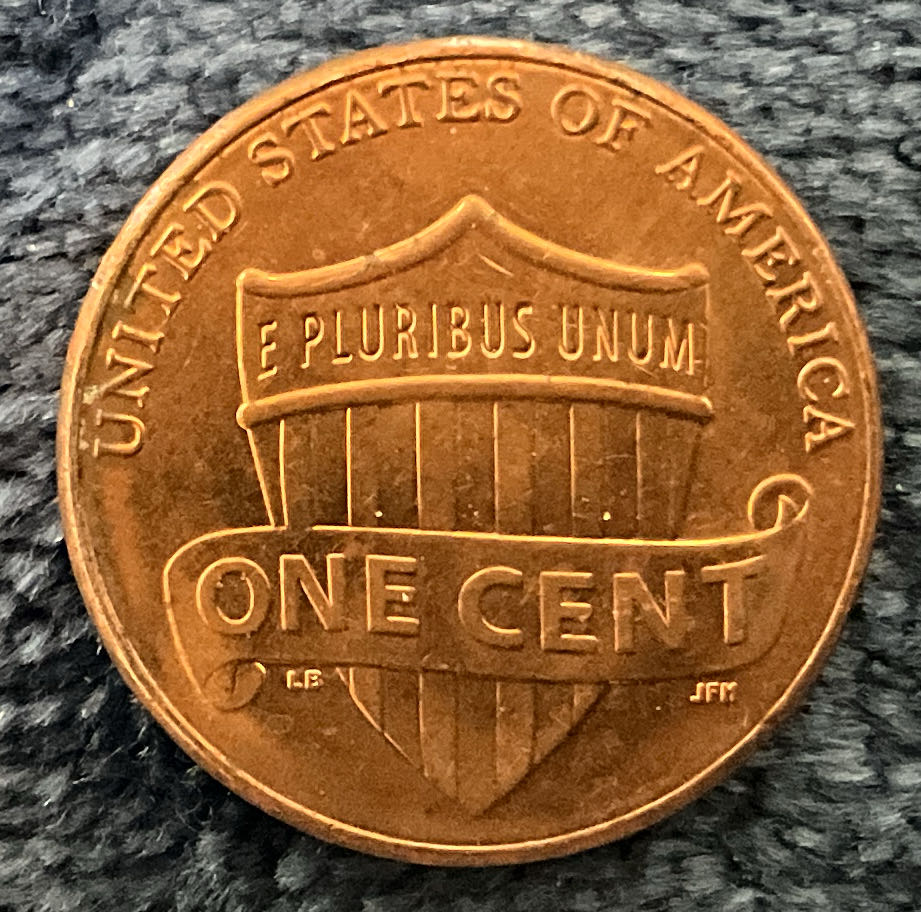 UNITED STATES OF AMERICA
E PLURIBUS UNUM
ONE CENT
LB
JFM